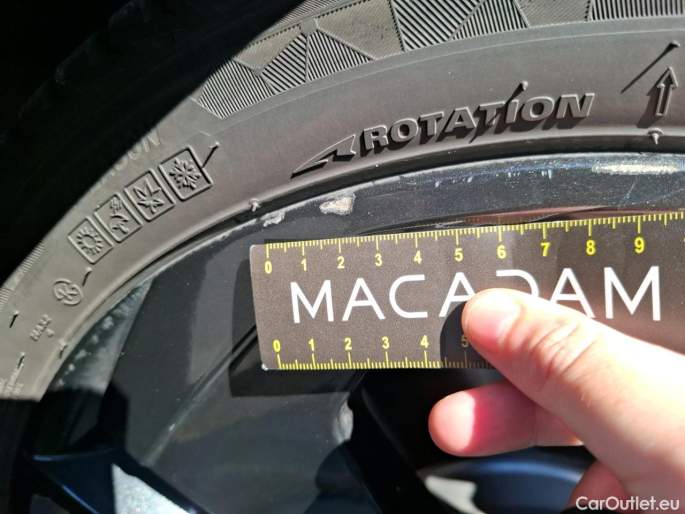 ROTATION
0 1 2 3 4 5 6 7 8 9
MACADAM
0 1 2 3 4 5
CarOutlet.eu